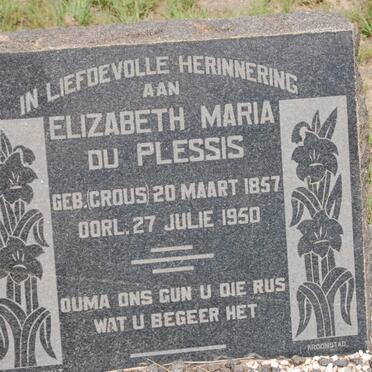 IN LIEFDEVOLLE HERINNERING
AAN
ELIZABETH MARIA
DU PLESSIS
GEB. (CROUS) 20 MAART 1857
OORL. 27 JULIE 1950
OUMA ONS GUN U DIE RUS
WAT U BEGEER HET
KROONSTAD.